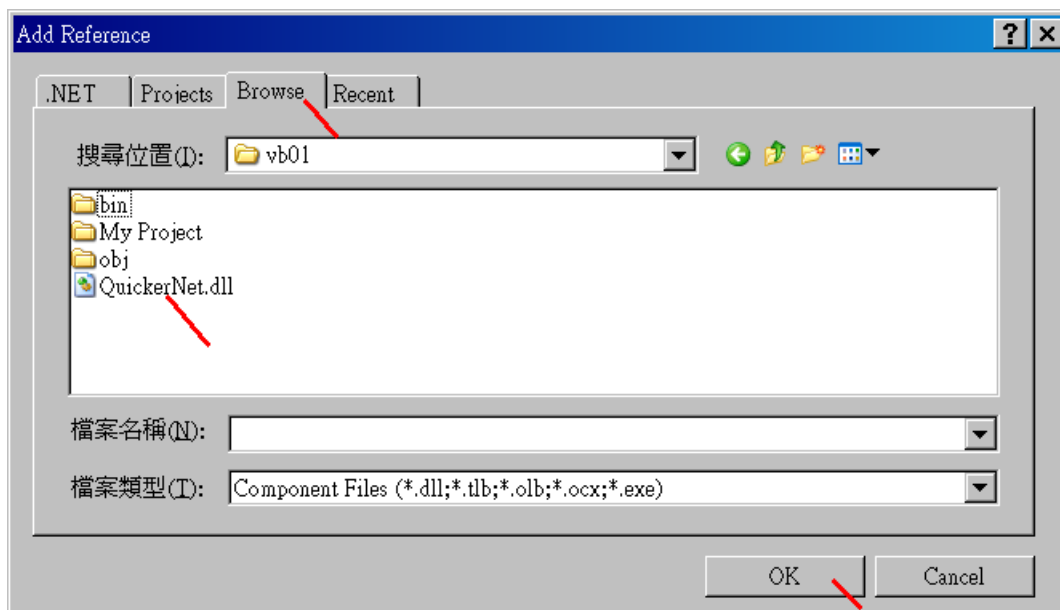 Add Reference
.NET Projects Browse Recent
搜尋位置(I): vb01
bin
My Project
obj
QuickerNet.dll
檔案名稱(N):
檔案類型(T): Component Files (*.dll;*.tlb;*.olb;*.ocx;*.exe)
OK Cancel